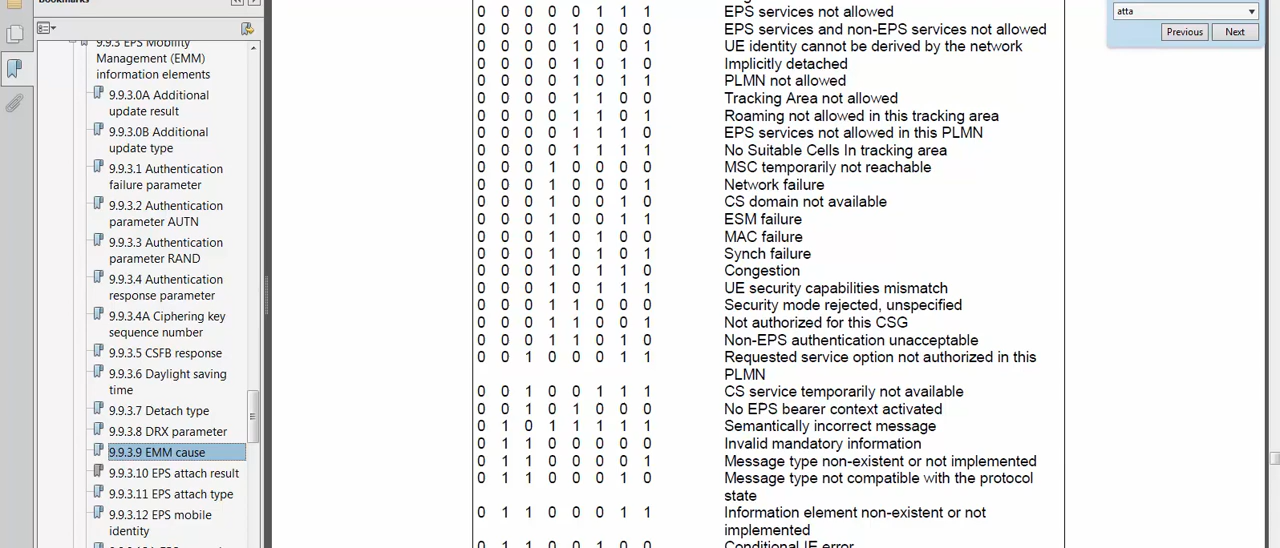 Bookmarks
9.9.3 EPS Mobility
Management (EMM)
information elements
9.9.3.0A Additional
update result
9.9.3.0B Additional
update type
9.9.3.1 Authentication
failure parameter
9.9.3.2 Authentication
parameter AUTN
9.9.3.3 Authentication
parameter RAND
9.9.3.4 Authentication
response parameter
9.9.3.4A Ciphering key
sequence number
9.9.3.5 CSFB response
9.9.3.6 Daylight saving
time
9.9.3.7 Detach type
9.9.3.8 DRX parameter
9.9.3.9 EMM cause
9.9.3.10 EPS attach result
9.9.3.11 EPS attach type
9.9.3.12 EPS mobile
identity
0 0 0 0 0 1 1 1 EPS services not allowed
0 0 0 0 1 0 0 0 EPS services and non-EPS services not allowed
0 0 0 0 1 0 0 1 UE identity cannot be derived by the network
0 0 0 0 1 0 1 0 Implicitly detached
0 0 0 0 1 0 1 1 PLMN not allowed
0 0 0 0 1 1 0 0 Tracking Area not allowed
0 0 0 0 1 1 0 1 Roaming not allowed in this tracking area
0 0 0 0 1 1 1 0 EPS services not allowed in this PLMN
0 0 0 0 1 1 1 1 No Suitable Cells In tracking area
0 0 0 1 0 0 0 0 MSC temporarily not reachable
0 0 0 1 0 0 0 1 Network failure
0 0 0 1 0 0 1 0 CS domain not available
0 0 0 1 0 0 1 1 ESM failure
0 0 0 1 0 1 0 0 MAC failure
0 0 0 1 0 1 0 1 Synch failure
0 0 0 1 0 1 1 0 Congestion
0 0 0 1 0 1 1 1 UE security capabilities mismatch
0 0 0 1 1 0 0 0 Security mode rejected, unspecified
0 0 0 1 1 0 0 1 Not authorized for this CSG
0 0 0 1 1 0 1 0 Non-EPS authentication unacceptable
0 0 1 0 0 0 1 1 Requested service option not authorized in this
PLMN
0 0 1 0 0 1 1 1 CS service temporarily not available
0 0 1 0 1 0 0 0 No EPS bearer context activated
0 1 0 1 1 1 1 1 Semantically incorrect message
0 1 1 0 0 0 0 0 Invalid mandatory information
0 1 1 0 0 0 0 1 Message type non-existent or not implemented
0 1 1 0 0 0 1 0 Message type not compatible with the protocol
state
0 1 1 0 0 0 1 1 Information element non-existent or not
implemented
0 1 1 0 0 1 0 0 Conditional IE error
atta
Previous Next